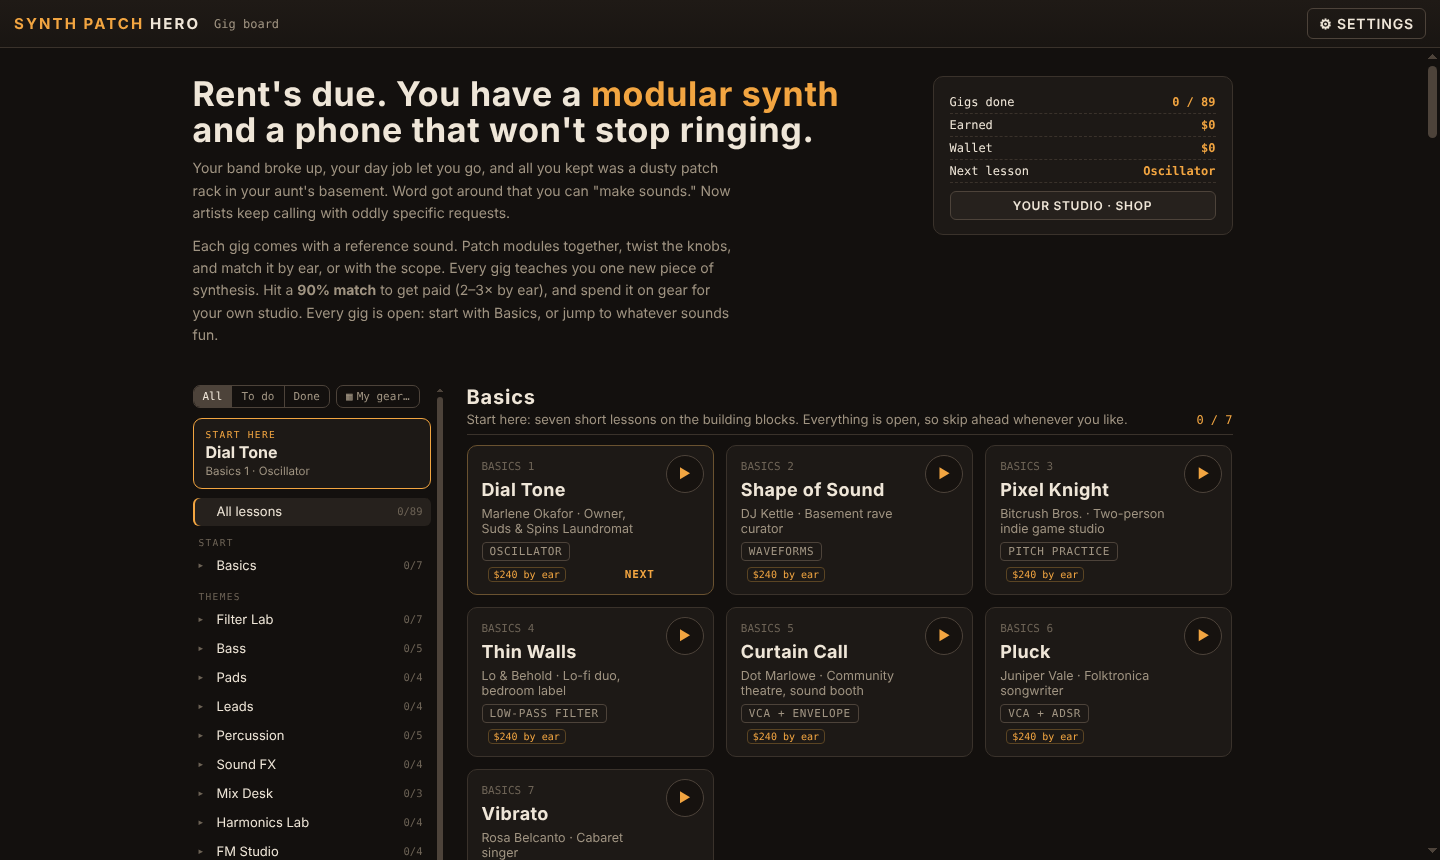 SYNTH PATCH HERO Gig board
⚙ SETTINGS
Rent's due. You have a modular synth
and a phone that won't stop ringing.
Your band broke up, your day job let you go, and all you kept was a dusty patch
rack in your aunt's basement. Word got around that you can "make sounds." Now
artists keep calling with oddly specific requests.
Each gig comes with a reference sound. Patch modules together, twist the knobs,
and match it by ear, or with the scope. Every gig teaches you one new piece of
synthesis. Hit a 90% match to get paid (2–3× by ear), and spend it on gear for
your own studio. Every gig is open: start with Basics, or jump to whatever sounds
fun.
Gigs done 0 / 89
Earned $0
Wallet $0
Next lesson Oscillator
YOUR STUDIO · SHOP
All To do Done ▦ My gear…
START HERE
Dial Tone
Basics 1 · Oscillator
All lessons 0/89
START
▸ Basics 0/7
THEMES
▸ Filter Lab 0/7
▸ Bass 0/5
▸ Pads 0/4
▸ Leads 0/4
▸ Percussion 0/5
▸ Sound FX 0/4
▸ Mix Desk 0/3
▸ Harmonics Lab 0/4
▸ FM Studio 0/4
Basics
Start here: seven short lessons on the building blocks. Everything is open, so skip ahead whenever you like. 0 / 7
BASICS 1
Dial Tone
Marlene Okafor · Owner,
Suds & Spins Laundromat
OSCILLATOR
$240 by ear NEXT
BASICS 2
Shape of Sound
DJ Kettle · Basement rave
curator
WAVEFORMS
$240 by ear
BASICS 3
Pixel Knight
Bitcrush Bros. · Two-person
indie game studio
PITCH PRACTICE
$240 by ear
BASICS 4
Thin Walls
Lo & Behold · Lo-fi duo,
bedroom label
LOW-PASS FILTER
$240 by ear
BASICS 5
Curtain Call
Dot Marlowe · Community
theatre, sound booth
VCA + ENVELOPE
$240 by ear
BASICS 6
Pluck
Juniper Vale · Folktronica
songwriter
VCA + ADSR
$240 by ear
BASICS 7
Vibrato
Rosa Belcanto · Cabaret
singer